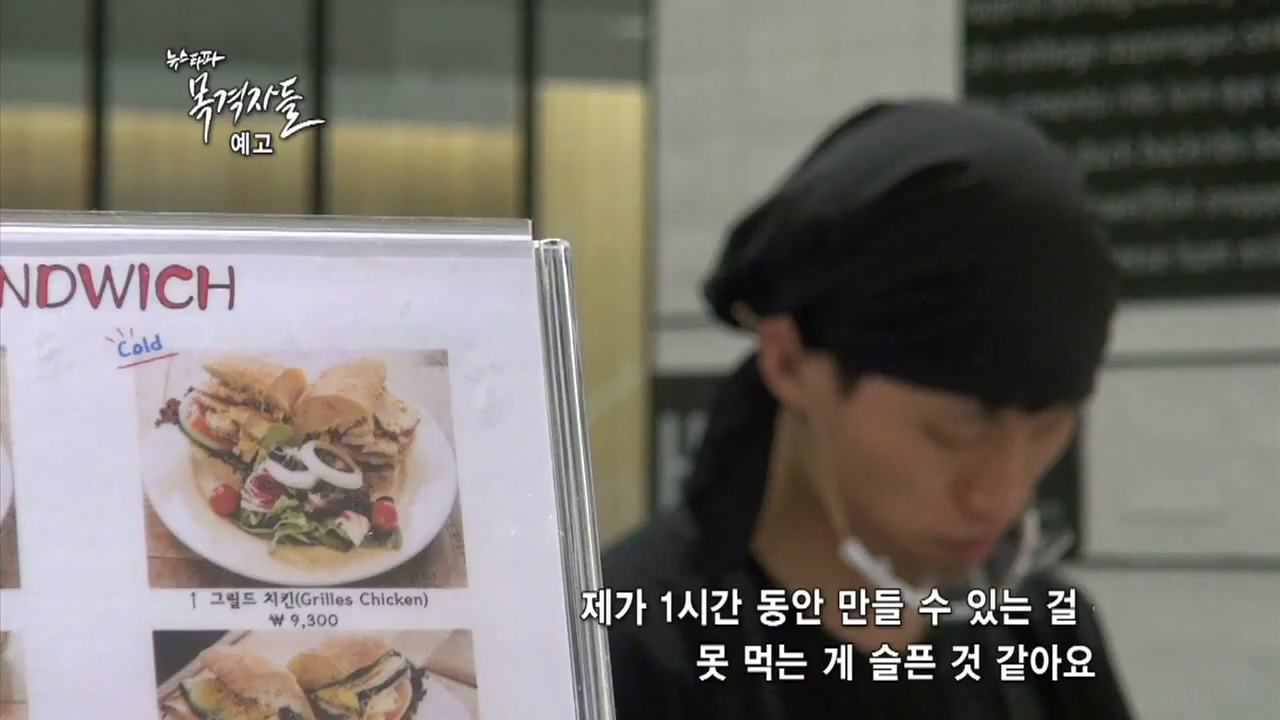 뉴스타파
목격자들
예고
NDWICH
Cold
↑ 그릴드 치킨(Grilles Chicken)
₩ 9,300
제가 1시간 동안 만들 수 있는 걸
못 먹는 게 슬픈 것 같아요